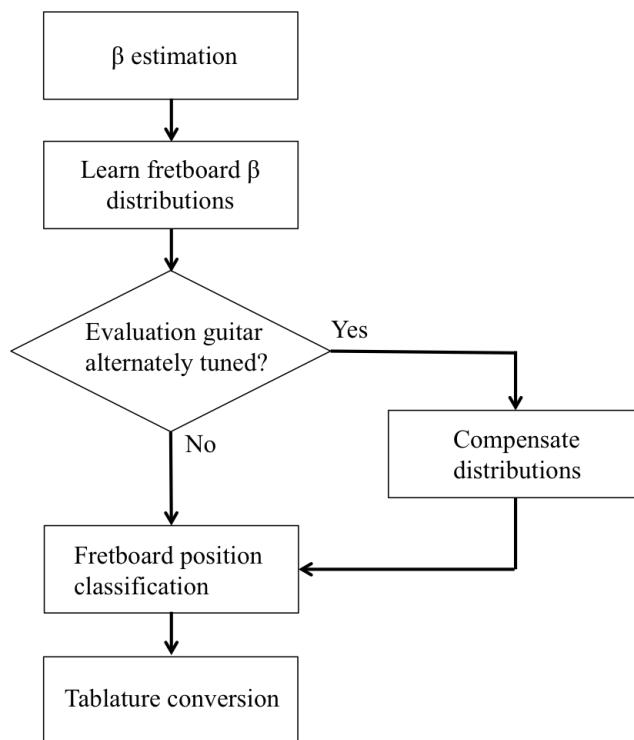 β estimation
Learn fretboard β
distributions
Evaluation guitar
alternately tuned?
Yes
No
Compensate
distributions
Fretboard position
classification
Tablature conversion